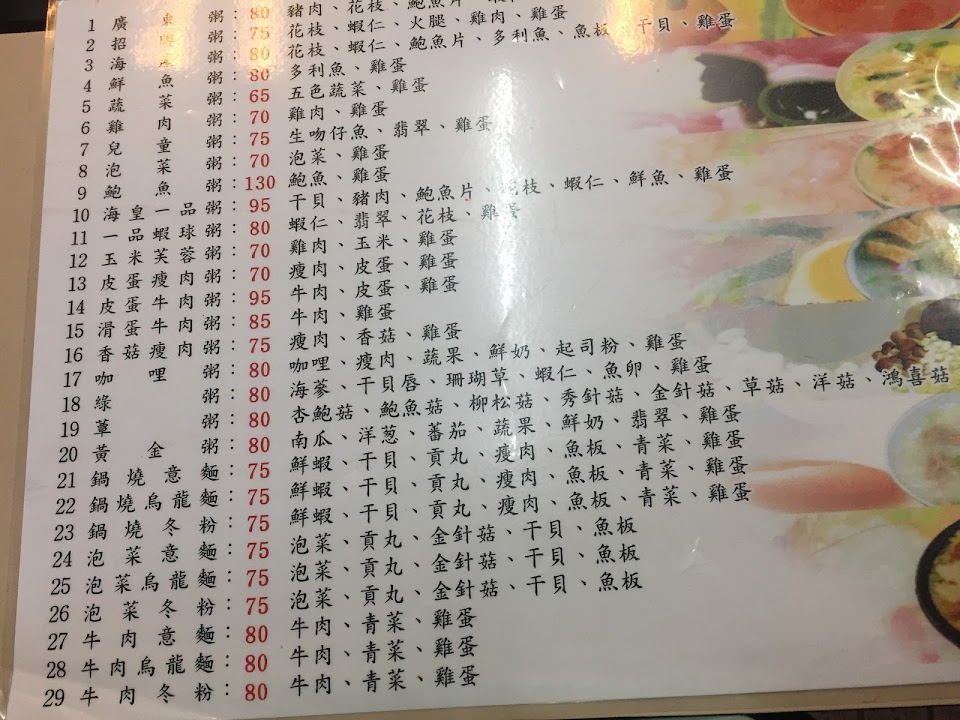 1 廣東粥：80 豬肉、花枝、鮑魚片、
2 招牌粥：75 花枝、蝦仁、火腿、雞肉、雞蛋
3 海 粥：80 花枝、蝦仁、鮑魚片、多利魚、魚板、干貝、雞蛋
4 鮮魚粥：80 多利魚、雞蛋
5 蔬菜粥：65 五色蔬菜、雞蛋
6 雞肉粥：70 雞肉、雞蛋
7 兒童粥：75 生吻仔魚、翡翠、雞蛋
8 泡菜粥：70 泡菜、雞蛋
9 鮑魚粥：130 鮑魚、雞蛋
10 海皇一品粥：95 干貝、豬肉、鮑魚片、花枝、蝦仁、鮮魚、雞蛋
11 一品蝦球粥：80 蝦仁、翡翠、花枝、雞蛋
12 玉米芙蓉粥：70 雞肉、玉米、雞蛋
13 皮蛋瘦肉粥：70 瘦肉、皮蛋、雞蛋
14 皮蛋牛肉粥：95 牛肉、皮蛋、雞蛋
15 滑蛋牛肉粥：85 牛肉、雞蛋
16 香菇瘦肉粥：75 瘦肉、香菇、雞蛋
17 咖哩粥：80 咖哩、瘦肉、蔬果、鮮奶、起司粉、雞蛋
18 綠粥：80 海蔘、干貝唇、珊瑚草、蝦仁、魚卵、雞蛋
19 草粥：80 杏鮑菇、鮑魚菇、柳松菇、秀針菇、金針菇、草菇、洋菇、鴻喜菇
20 黃金粥：80 南瓜、洋葱、蕃茄、蔬果、鮮奶、翡翠、雞蛋
21 鍋燒意麵：75 鮮蝦、干貝、貢丸、瘦肉、魚板、青菜、雞蛋
22 鍋燒烏龍麵：75 鮮蝦、干貝、貢丸、瘦肉、魚板、青菜、雞蛋
23 鍋燒冬粉：75 鮮蝦、干貝、貢丸、瘦肉、魚板、青菜、雞蛋
24 泡菜意麵：75 泡菜、貢丸、金針菇、干貝、魚板
25 泡菜烏龍麵：75 泡菜、貢丸、金針菇、干貝、魚板
26 泡菜冬粉：75 泡菜、貢丸、金針菇、干貝、魚板
27 牛肉意麵：80 牛肉、青菜、雞蛋
28 牛肉烏龍麵：80 牛肉、青菜、雞蛋
29 牛肉冬粉：80 牛肉、青菜、雞蛋